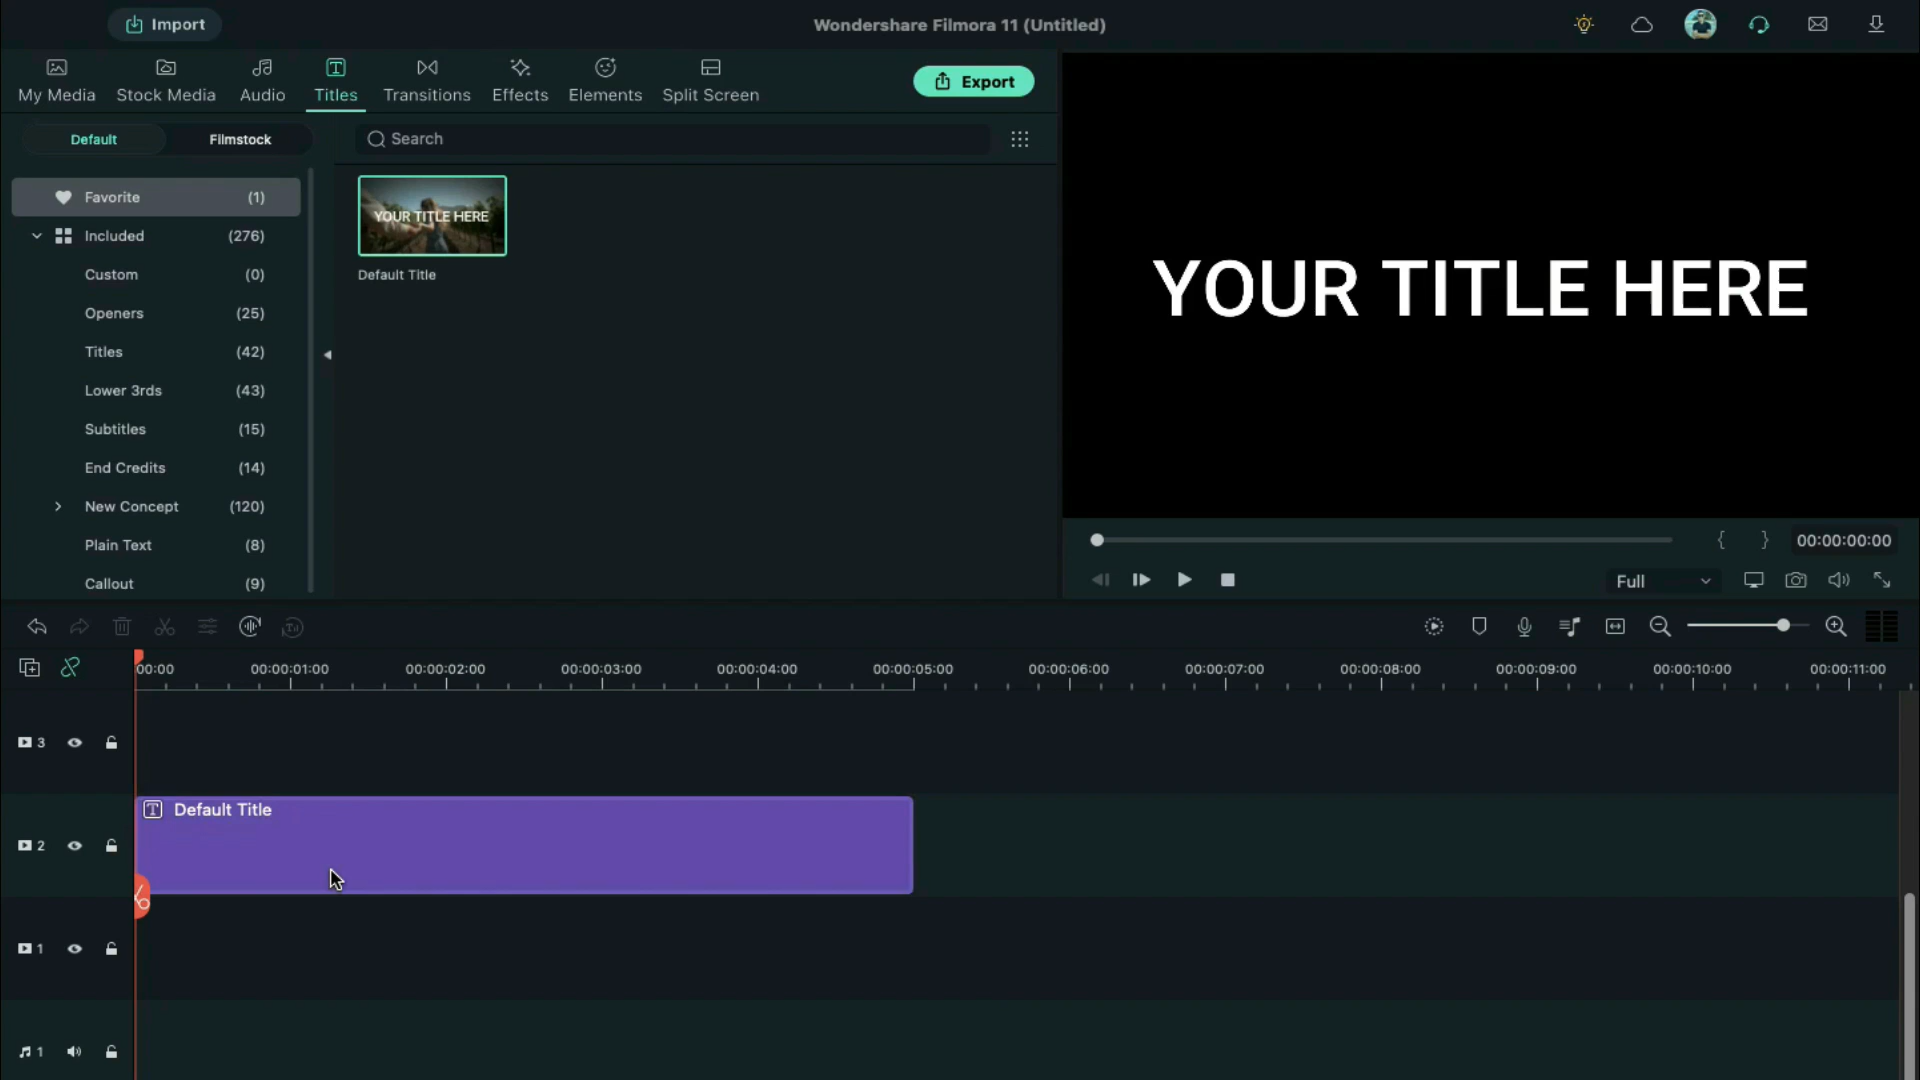 Import
Wondershare Filmora 11 (Untitled)
My Media
Stock Media
Audio
Titles
Transitions
Effects
Elements
Split Screen
Export
Default
Filmstock
Search
Favorite (1)
Included (276)
Custom (0)
Openers (25)
Titles (42)
Lower 3rds (43)
Subtitles (15)
End Credits (14)
New Concept (120)
Plain Text (8)
Callout (9)
YOUR TITLE HERE
Default Title
YOUR TITLE HERE
{ } 00:00:00:00
Full
00:00 00:00:01:00 00:00:02:00 00:00:03:00 00:00:04:00 00:00:05:00 00:00:06:00 00:00:07:00 00:00:08:00 00:00:09:00 00:00:10:00 00:00:11:00
3
Default Title
2
1
1